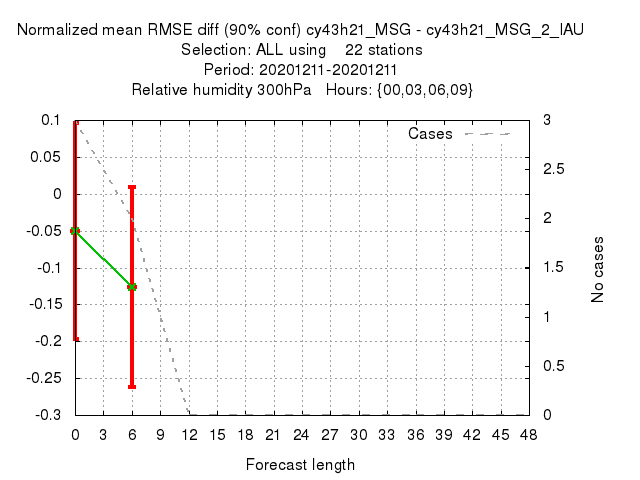 Normalized mean RMSE diff (90% conf) cy43h21_MSG - cy43h21_MSG_2_IAU
Selection: ALL using 22 stations
Period: 20201211-20201211
Relative humidity 300hPa Hours: {00,03,06,09}
Cases
0.1
0.05
0
-0.05
-0.1
-0.15
-0.2
-0.25
-0.3
3
2.5
2
1.5
1
0.5
0
No cases
0 3 6 9 12 15 18 21 24 27 30 33 36 39 42 45 48
Forecast length